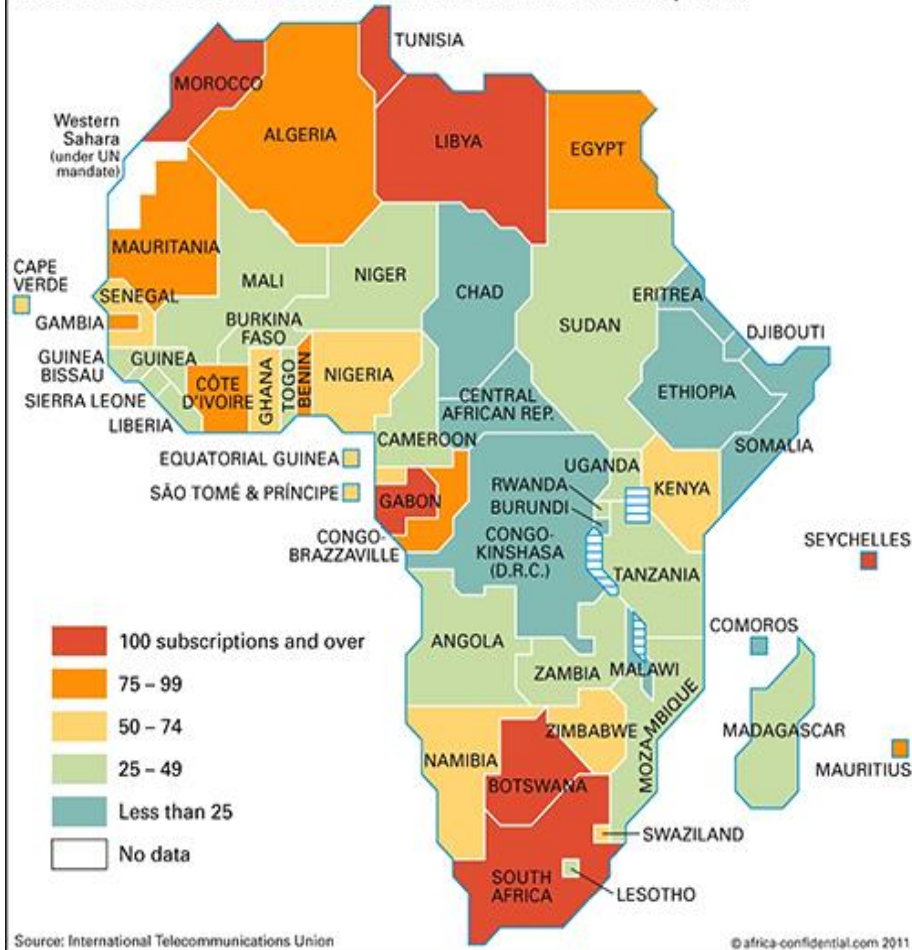 TUNISIA
MOROCCO
Western
Sahara
(under UN
mandate)
ALGERIA
LIBYA
EGYPT
MAURITANIA
CAPE
VERDE
SENEGAL
MALI
NIGER
CHAD
ERITREA
GAMBIA
BURKINA
FASO
SUDAN
DJIBOUTI
GUINEA
BISSAU
GUINEA
CÔTE
D'IVOIRE
GHANA
TOGO
BENIN
NIGERIA
SIERRA LEONE
CENTRAL
AFRICAN REP.
ETHIOPIA
LIBERIA
CAMEROON
SOMALIA
EQUATORIAL GUINEA
UGANDA
SÃO TOMÉ & PRÍNCIPE
GABON
RWANDA
KENYA
BURUNDI
CONGO-
BRAZZAVILLE
CONGO-
KINSHASA
(D.R.C.)
SEYCHELLES
TANZANIA
COMOROS
ANGOLA
ZAMBIA
MALAWI
MOZAMBIQUE
MADAGASCAR
ZIMBABWE
NAMIBIA
MAURITIUS
BOTSWANA
SWAZILAND
SOUTH
AFRICA
LESOTHO
100 subscriptions and over
75 – 99
50 – 74
25 – 49
Less than 25
No data
Source: International Telecommunications Union
© africa-confidential.com 2011